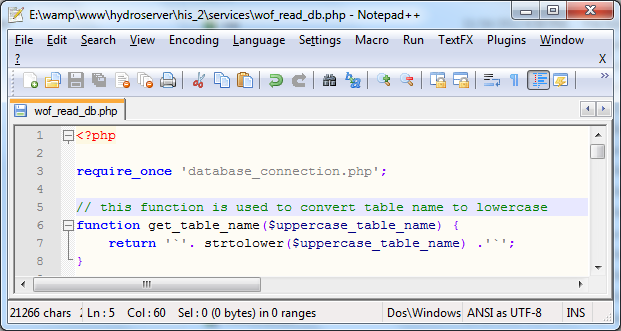 E:\wamp\www\hydroserver\his_2\services\wof_read_db.php - Notepad++
File Edit Search View Encoding Language Settings Macro Run TextFX Plugins Window
? X
wof_read_db.php
1 <?php
2
3 require_once 'database_connection.php';
4
5 // this function is used to convert table name to lowercase
6 function get_table_name($uppercase_table_name) {
7 return '`'. strtolower($uppercase_table_name) .'`';
8 }
21266 chars Ln : 5 Col : 60 Sel : 0 (0 bytes) in 0 ranges Dos\Windows ANSI as UTF-8 INS